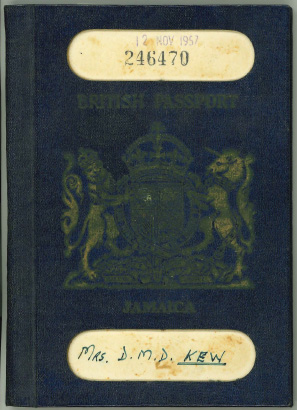 12 NOV 1957
246470
BRITISH PASSPORT
JAMAICA
MRS. D. M. D. KEW